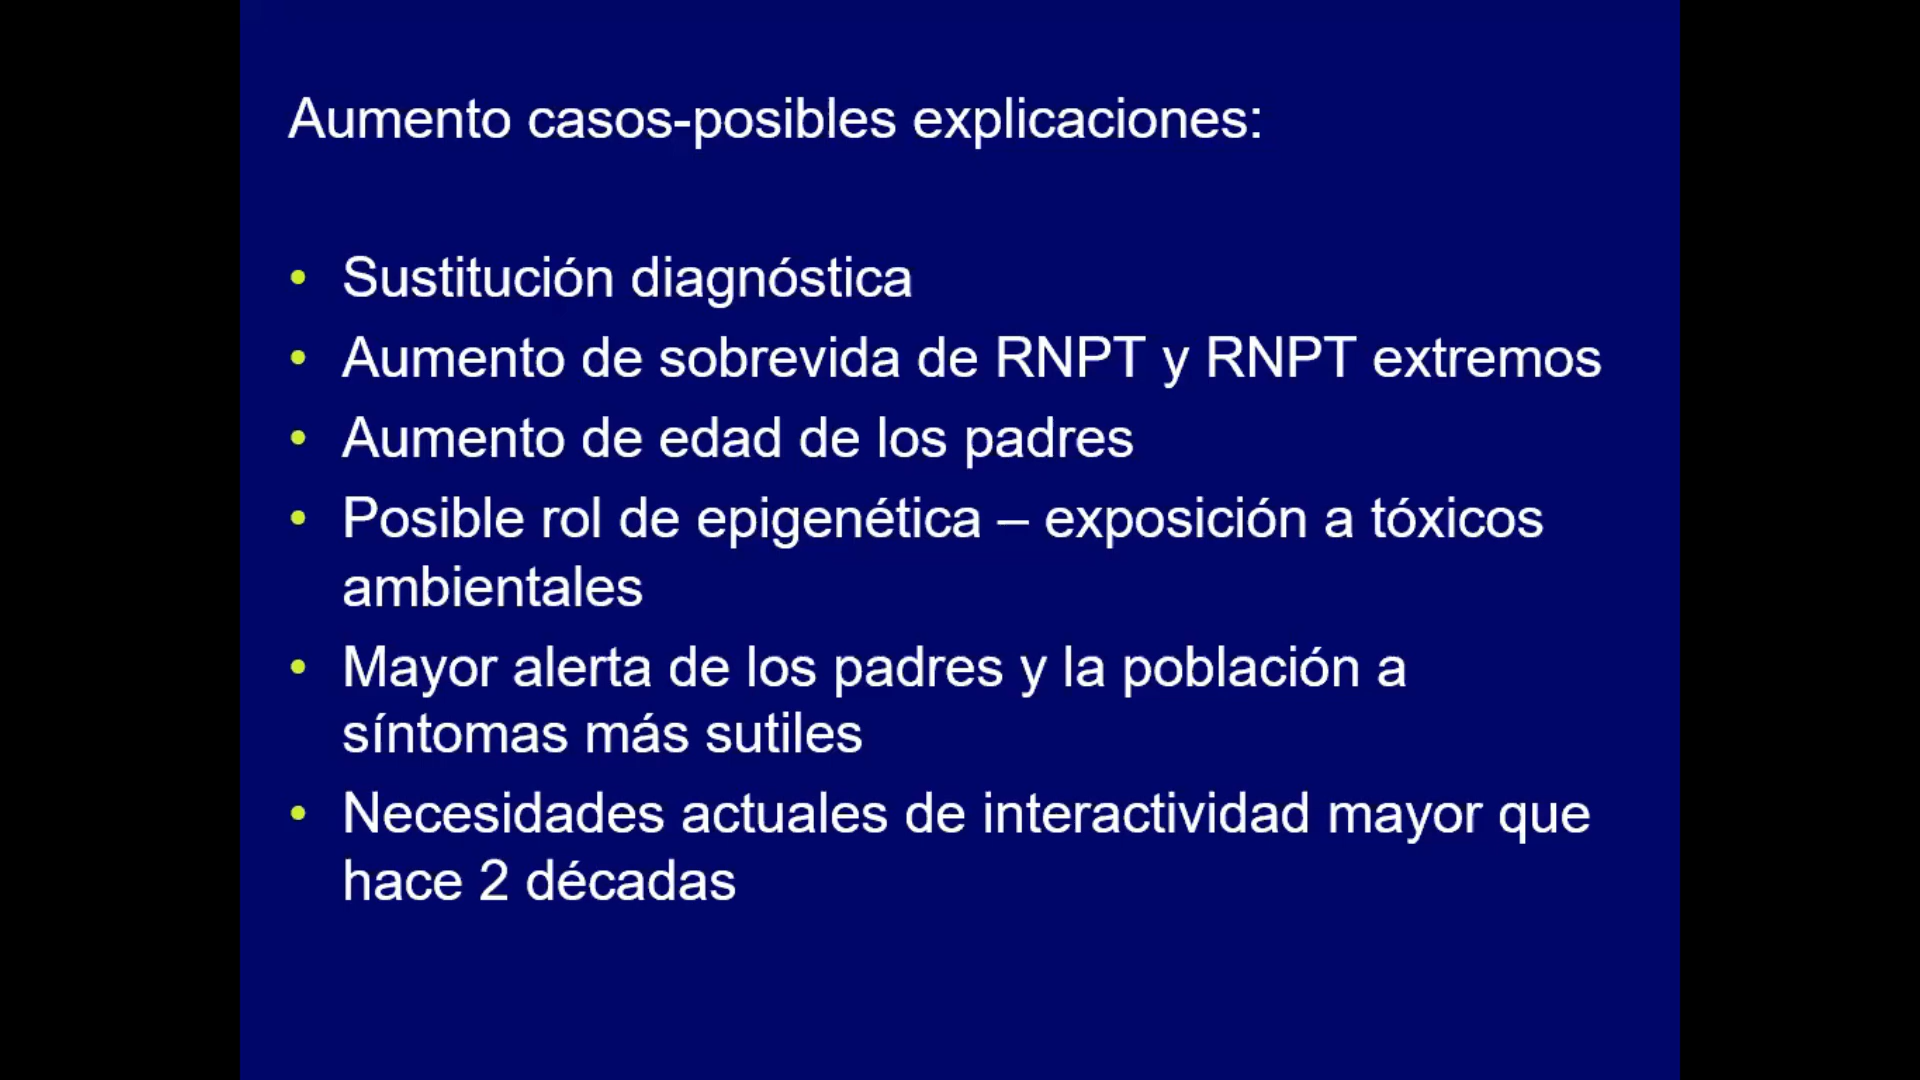 Aumento casos-posibles explicaciones:
• Sustitución diagnóstica
• Aumento de sobrevida de RNPT y RNPT extremos
• Aumento de edad de los padres
• Posible rol de epigenética – exposición a tóxicos
ambientales
• Mayor alerta de los padres y la población a
síntomas más sutiles
• Necesidades actuales de interactividad mayor que
hace 2 décadas